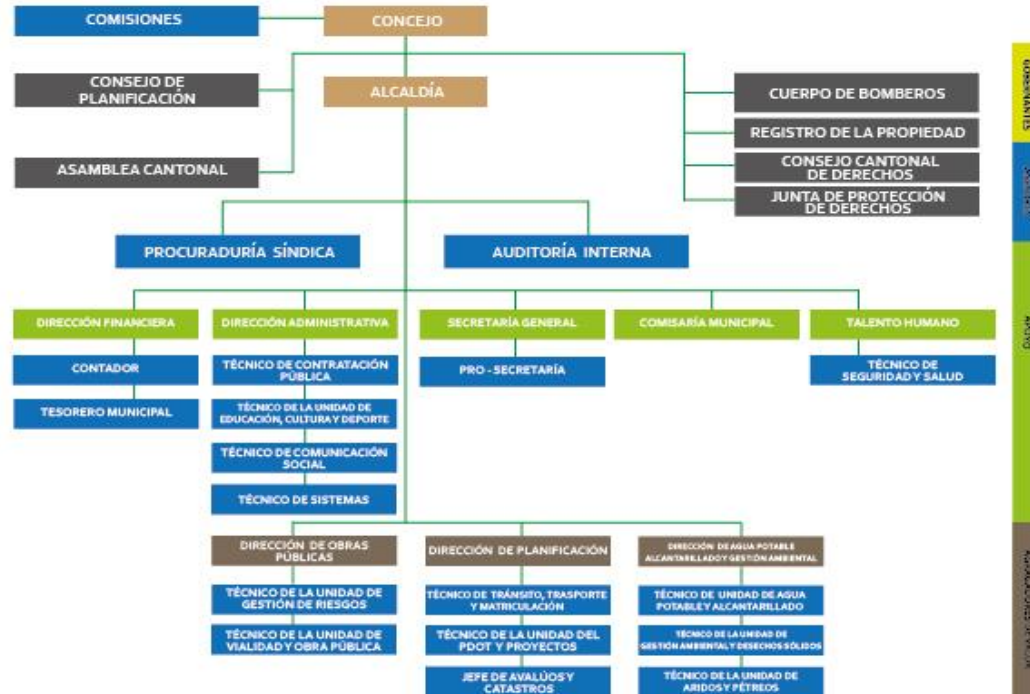 COMISIONES
CONCEJO
CONSEJO DE
PLANIFICACIÓN
ALCALDÍA
CUERPO DE BOMBEROS
REGISTRO DE LA PROPIEDAD
ASAMBLEA CANTONAL
CONSEJO CANTONAL
DE DERECHOS
JUNTA DE PROTECCIÓN
DE DERECHOS
PROCURADURÍA SÍNDICA
AUDITORÍA INTERNA
DIRECCIÓN FINANCIERA
DIRECCIÓN ADMINISTRATIVA
SECRETARÍA GENERAL
COMISARÍA MUNICIPAL
TALENTO HUMANO
CONTADOR
TÉCNICO DE CONTRATACIÓN
PÚBLICA
PRO - SECRETARÍA
TÉCNICO DE
SEGURIDAD Y SALUD
TESORERO MUNICIPAL
TÉCNICO DE LA UNIDAD DE
EDUCACIÓN, CULTURA Y DEPORTE
TÉCNICO DE COMUNICACIÓN
SOCIAL
TÉCNICO DE SISTEMAS
DIRECCIÓN DE OBRAS
PÚBLICAS
DIRECCIÓN DE PLANIFICACIÓN
DIRECCIÓN DE AGUA POTABLE
ALCANTARILLADO Y GESTIÓN AMBIENTAL
TÉCNICO DE LA UNIDAD DE
GESTIÓN DE RIESGOS
TÉCNICO DE TRÁNSITO, TRASPORTE
Y MATRICULACIÓN
TÉCNICO DE UNIDAD DE AGUA
POTABLE Y ALCANTARILLADO
TÉCNICO DE LA UNIDAD DE
VIALIDAD Y OBRA PÚBLICA
TÉCNICO DE LA UNIDAD DEL
PDOT Y PROYECTOS
TÉCNICO DE LA UNIDAD DE
GESTIÓN AMBIENTAL Y DESECHOS SÓLIDOS
JEFE DE AVALÚOS Y
CATASTROS
TÉCNICO DE LA UNIDAD DE
ARIDOS Y PÉTREOS